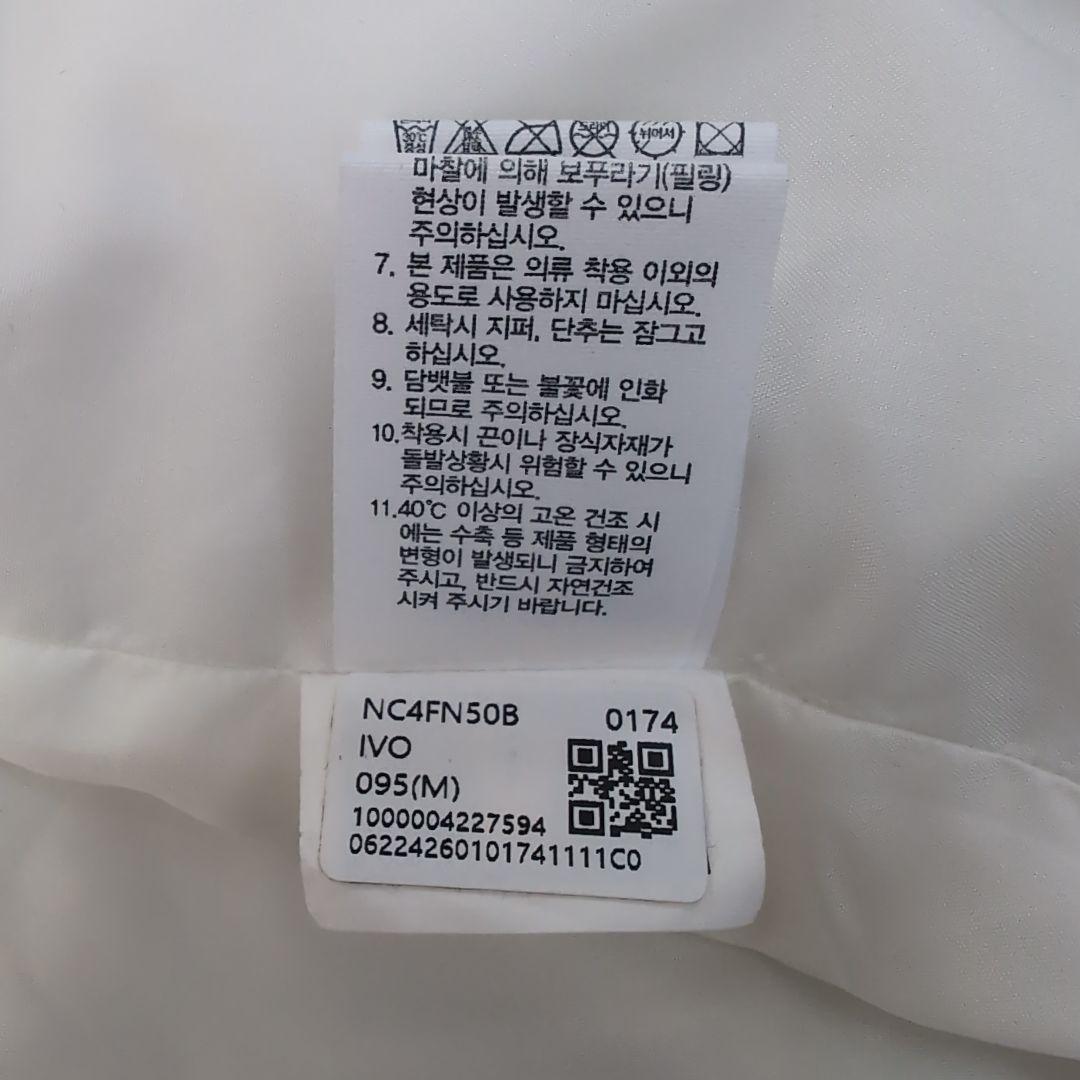 30℃
중성
드라이
뉘어서
마찰에 의해 보푸라기(필링)
현상이 발생할 수 있으니
주의하십시오.
7. 본 제품은 의류 착용 이외의
용도로 사용하지 마십시오.
8. 세탁시 지퍼, 단추는 잠그고
하십시오.
9. 담뱃불 또는 불꽃에 인화
되므로 주의하십시오.
10.착용시 끈이나 장식자재가
돌발상황시 위험할 수 있으니
주의하십시오.
11.40℃ 이상의 고온 건조 시
에는 수축 등 제품 형태의
변형이 발생되니 금지하여
주시고, 반드시 자연건조
시켜 주시기 바랍니다.
NC4FN50B 0174
IVO
095(M)
1000004227594
06224260101741111C0